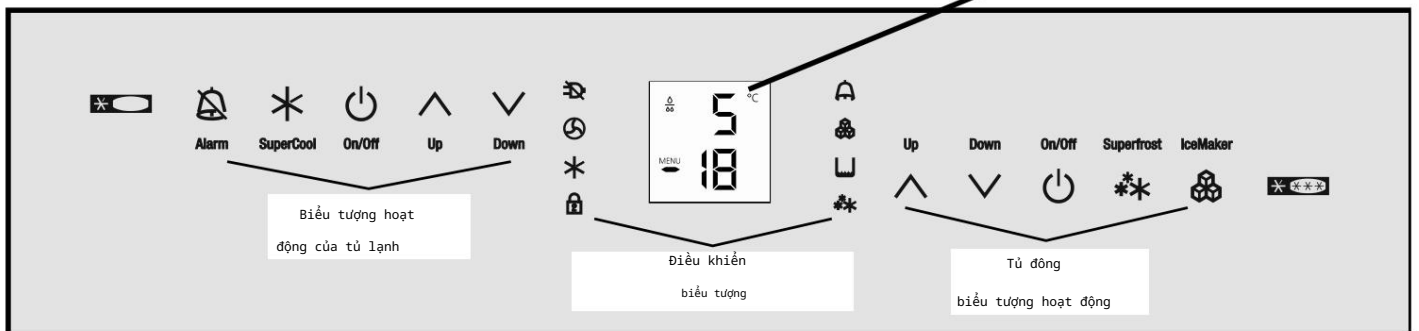 Alarm SuperCool On/Off Up Down
5 °C
MENU
-18
Up Down On/Off Superfrost IceMaker
Biểu tượng hoạt
động của tủ lạnh
Điều khiển
biểu tượng
Tủ đông
biểu tượng hoạt động